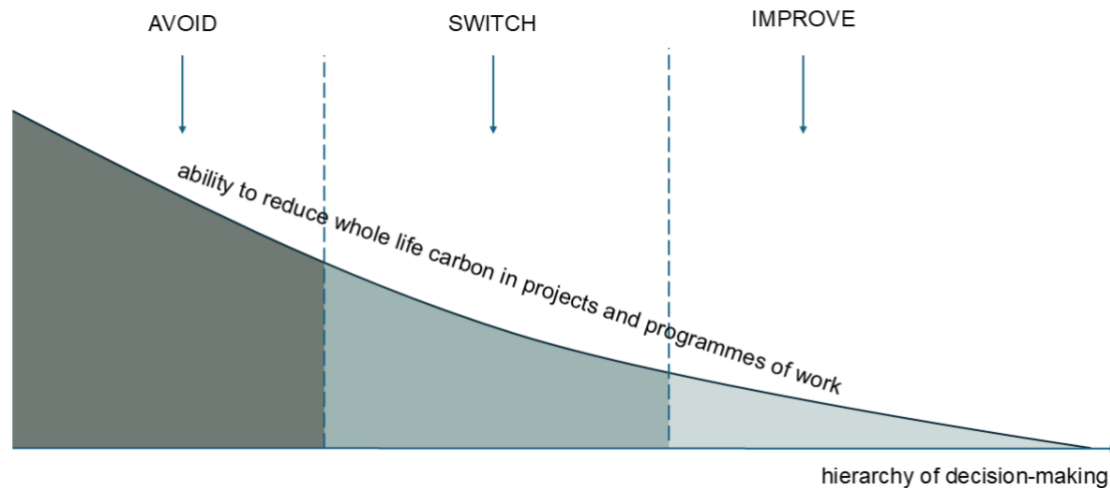 AVOID
SWITCH
IMPROVE
ability to reduce whole life carbon in projects and programmes of work
hierarchy of decision-making